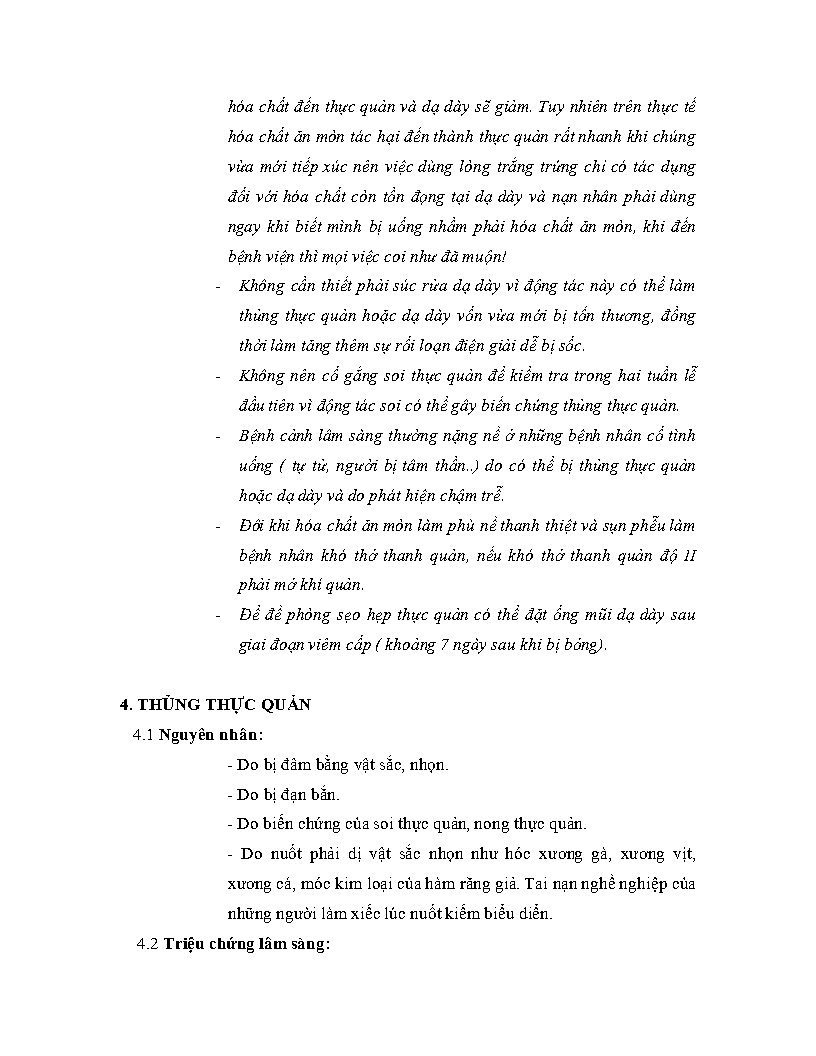 hóa chất đến thực quản và dạ dày sẽ giảm. Tuy nhiên trên thực tế
hóa chất ăn mòn tác hại đến thành thực quản rất nhanh khi chúng
vừa mới tiếp xúc nên việc dùng lòng trắng trứng chỉ có tác dụng
đối với hóa chất còn tồn đọng tại dạ dày và nạn nhân phải dùng
ngay khi biết mình bị uống nhầm phải hóa chất ăn mòn, khi đến
bệnh viện thì mọi việc coi như đã muộn!
- Không cần thiết phải súc rửa dạ dày vì động tác này có thể làm
thủng thực quản hoặc dạ dày vốn vừa mới bị tổn thương, đồng
thời làm tăng thêm sự rối loạn điện giải dễ bị sốc.
- Không nên cố gắng soi thực quản để kiểm tra trong hai tuần lễ
đầu tiên vì động tác soi có thể gây biến chứng thủng thực quản.
- Bệnh cảnh lâm sàng thường nặng nề ở những bệnh nhân cố tình
uống ( tự tử, người bị tâm thần..) do có thể bị thủng thực quản
hoặc dạ dày và do phát hiện chậm trễ.
- Đôi khi hóa chất ăn mòn làm phù nề thanh thiệt và sụn phễu làm
bệnh nhân khó thở thanh quản, nếu khó thở thanh quản độ II
phải mở khí quản.
- Để đề phòng sẹo hẹp thực quản có thể đặt ống mũi dạ dày sau
giai đoạn viêm cấp ( khoảng 7 ngày sau khi bị bỏng).
4. THỦNG THỰC QUẢN
4.1 Nguyên nhân:
- Do bị đâm bằng vật sắc, nhọn.
- Do bị đạn bắn.
- Do biến chứng của soi thực quản, nong thực quản.
- Do nuốt phải dị vật sắc nhọn như hóc xương gà, xương vịt,
xương cá, móc kim loại của hàm răng giả. Tai nạn nghề nghiệp của
những người làm xiếc lúc nuốt kiếm biểu diễn.
4.2 Triệu chứng lâm sàng: